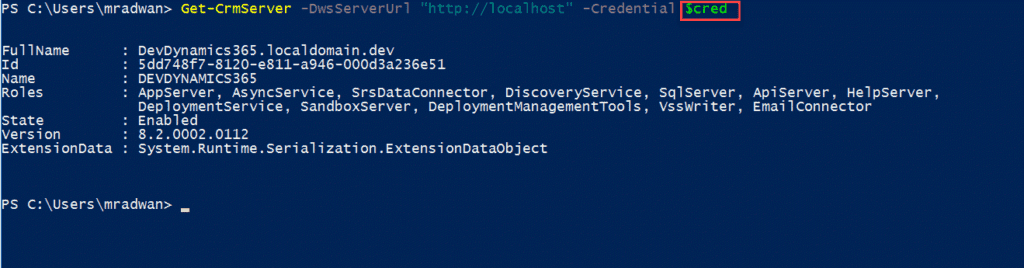 PS C:\Users\mradwan> Get-CrmServer -DwsServerUrl "http://localhost" -Credential $cred
FullName : DevDynamics365.localdomain.dev
Id : 5dd748f7-8120-e811-a946-000d3a236e51
Name : DEVDYNAMICS365
Roles : AppServer, AsyncService, SrsDataConnector, DiscoveryService, SqlServer, ApiServer, HelpServer,
DeploymentService, SandboxServer, DeploymentManagementTools, VssWriter, EmailConnector
State : Enabled
Version : 8.2.0002.0112
ExtensionData : System.Runtime.Serialization.ExtensionDataObject
PS C:\Users\mradwan> _